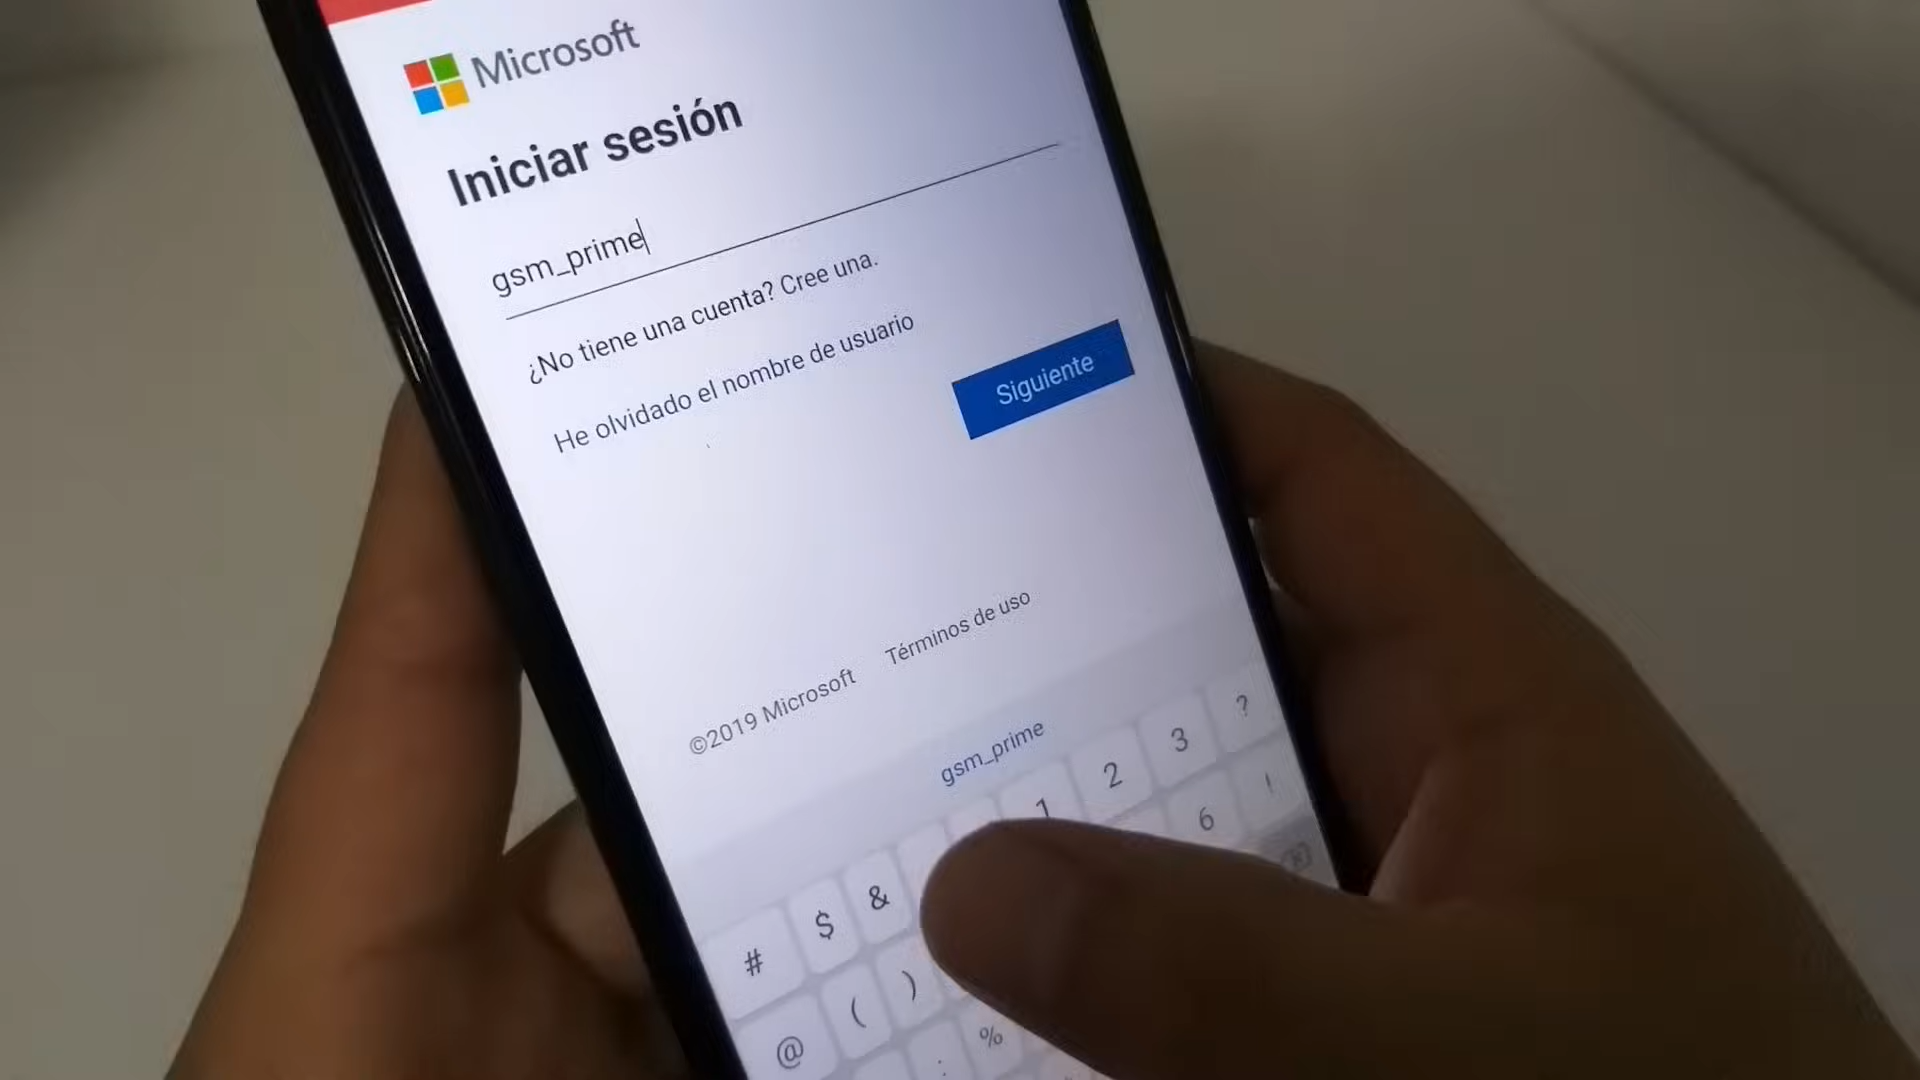 Microsoft
Iniciar sesión
gsm_prime
¿No tiene una cuenta? Cree una.
He olvidado el nombre de usuario
Siguiente
©2019 Microsoft Términos de uso
gsm_prime
# $ & 1 2 3 ?
@ ( ) 6 !
: %